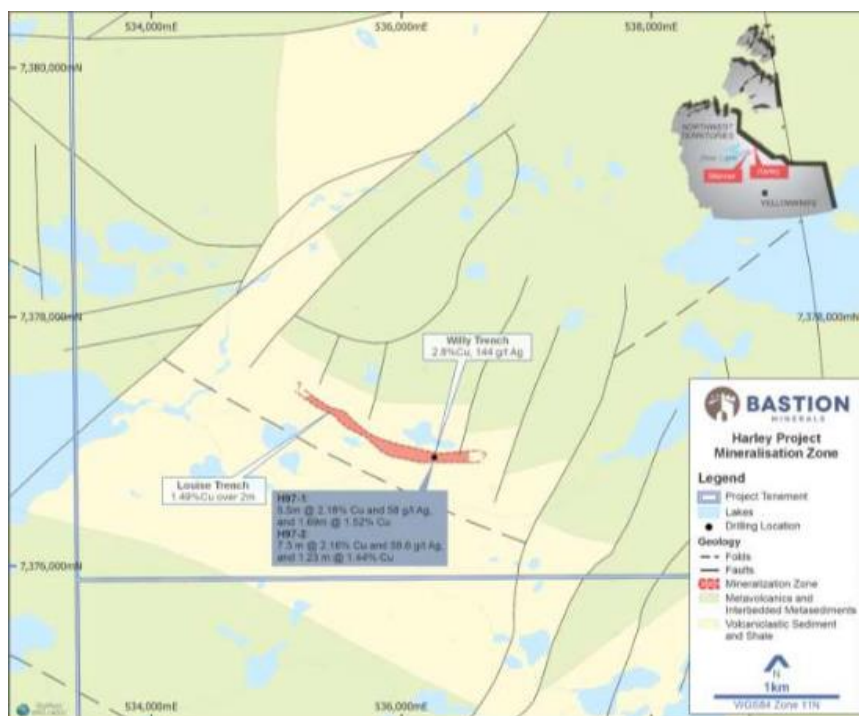 534,000mE
536,000mE
538,000mE
7,380,000mN
NORTHWEST
TERRITORIES
Bear Lake
Mariner
Harley
YELLOWKNIFE
7,378,000mN
7,378,000mN
Willy Trench
2.8%Cu, 144 g/t Ag
Louise Trench
1.49%Cu over 2m
H97-1
5.5m @ 2.18% Cu and 58 g/l Ag,
and 1.69m @ 1.52% Cu
H97-2
7.3 m @ 2.16% Cu and 58.6 g/l Ag,
and 1.23 m @ 1.44% Cu
7,376,000mN
534,000mE
536,000mE
BASTION
MINERALS
Harley Project
Mineralisation Zone
Legend
Project Tenement
Lakes
Drilling Location
Geology
Folds
Faults
Mineralization Zone
Metavolcanics and
Interbedded Metasediments
Volcaniclastic Sediment
and Shale
N
1km
WGS84 Zone 11N